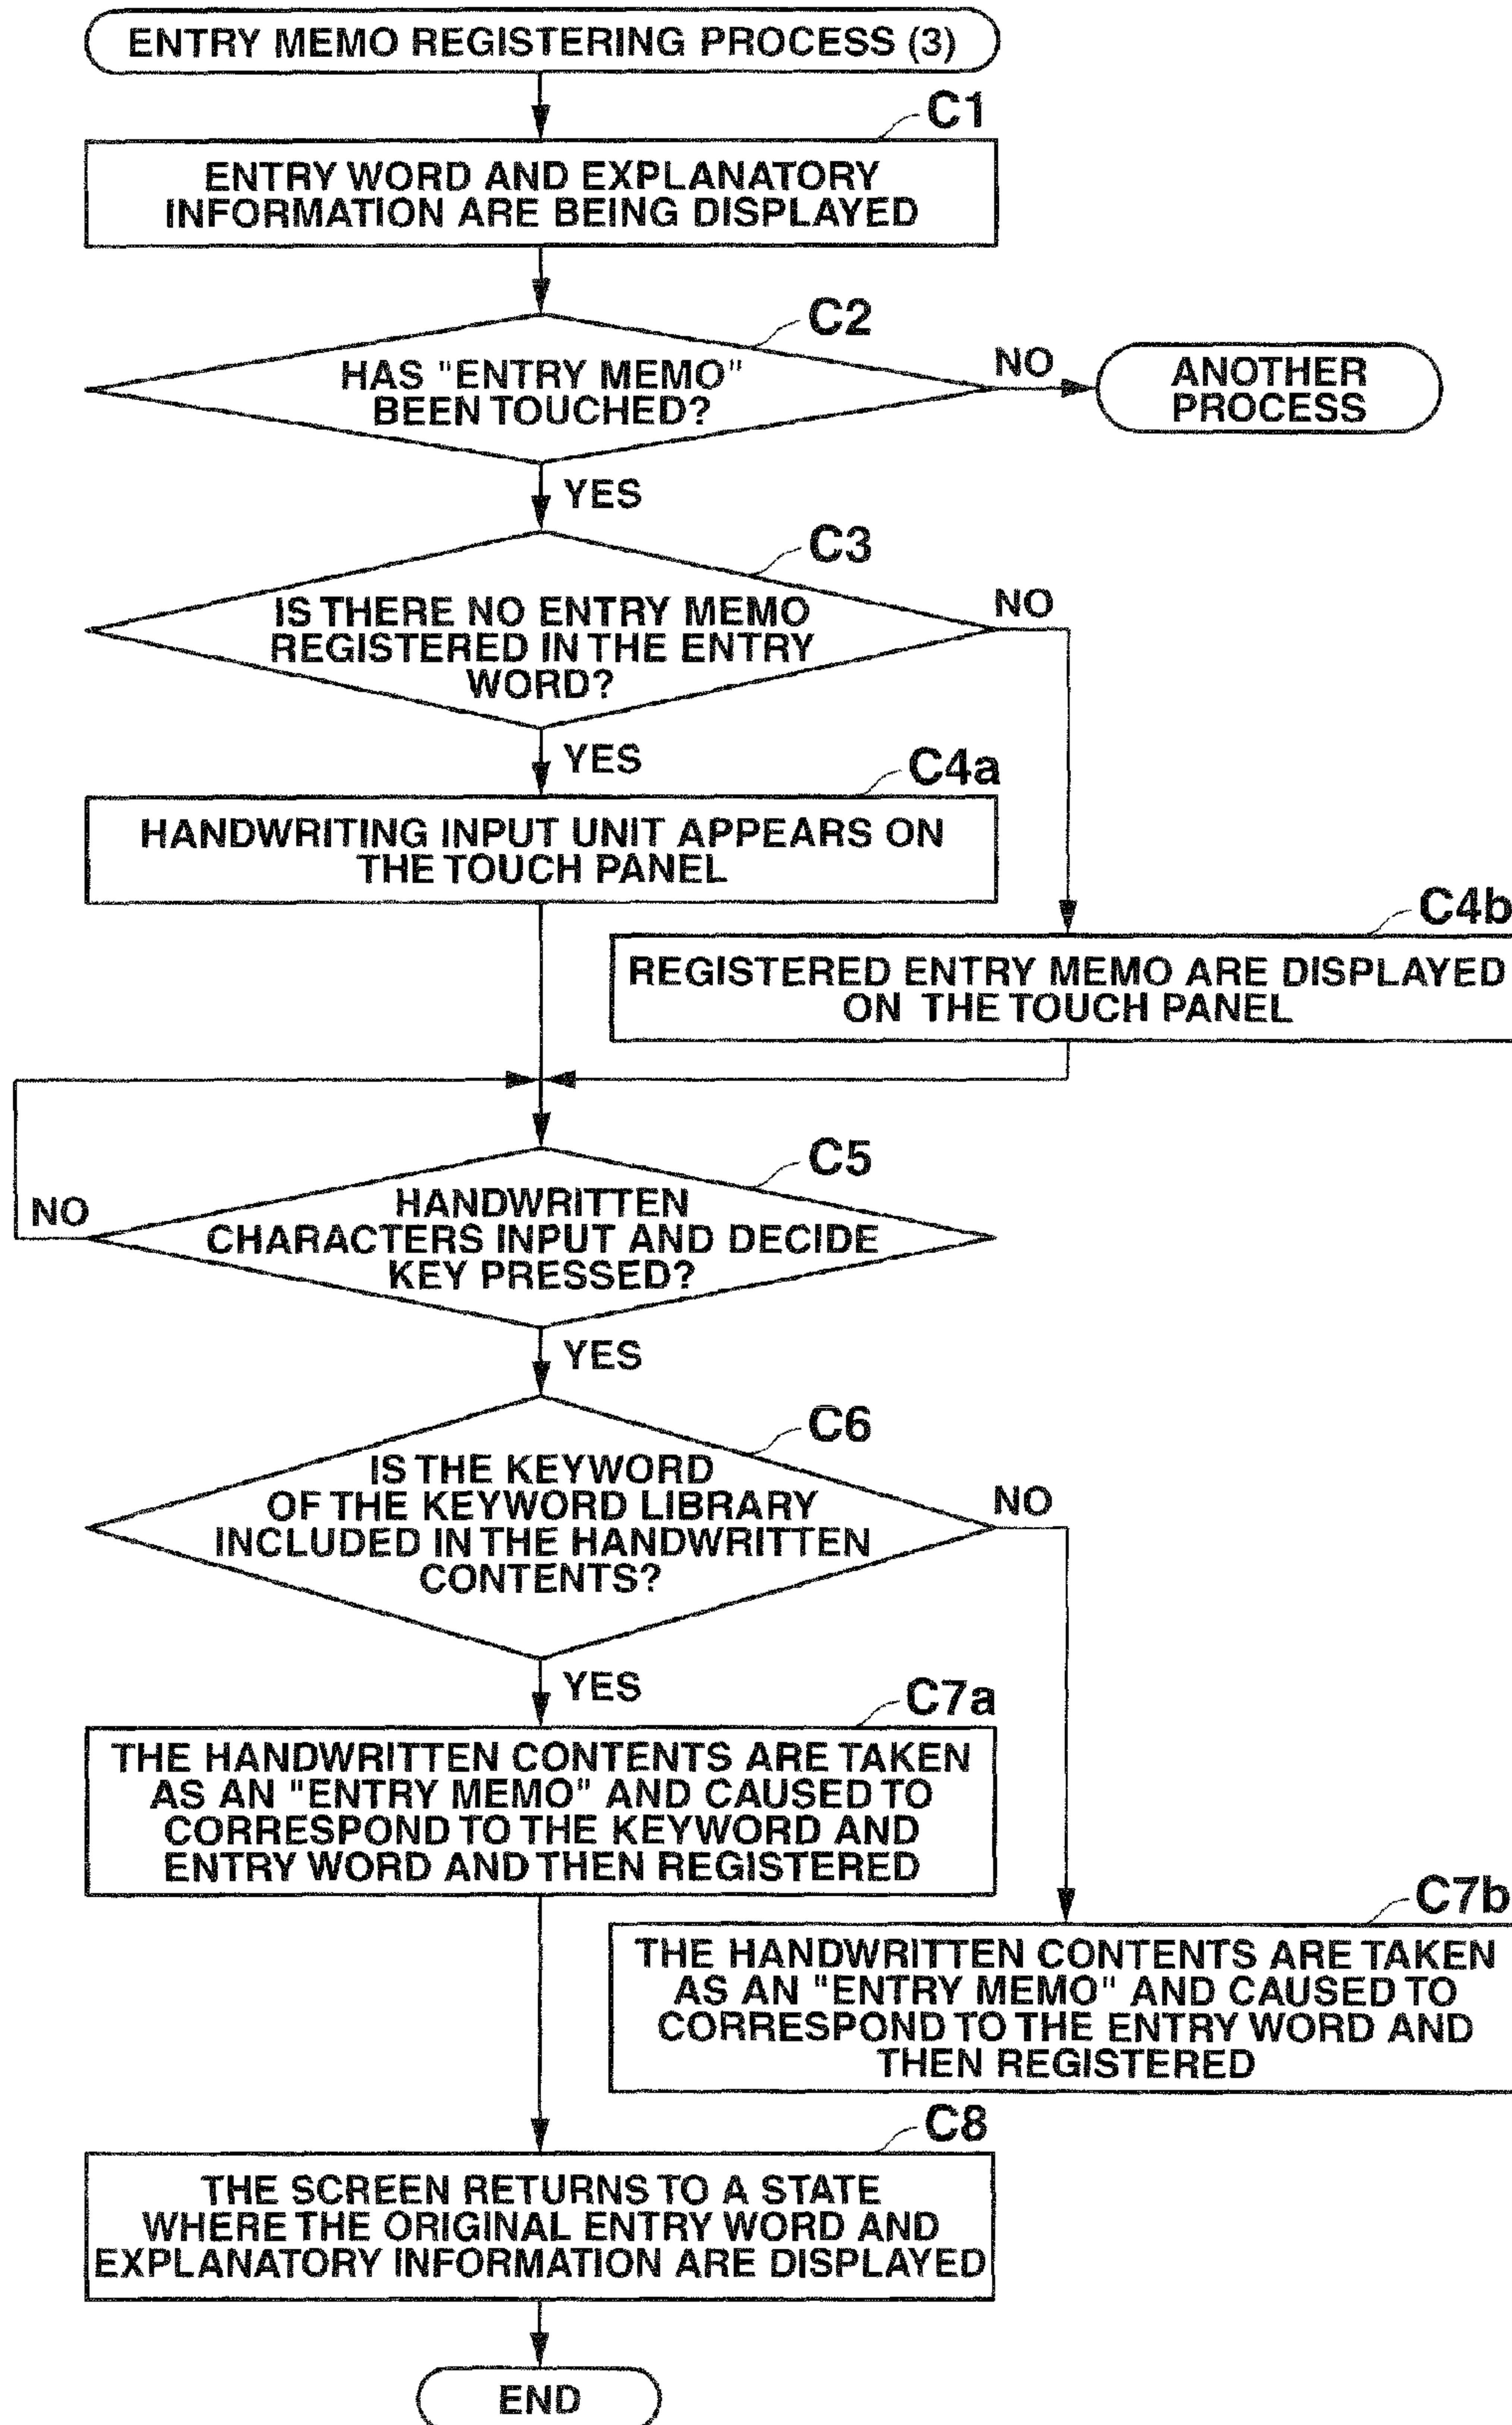 ENTRY MEMO REGISTERING PROCESS (3)
C1
ENTRY WORD AND EXPLANATORY
INFORMATION ARE BEING DISPLAYED
C2
HAS "ENTRY MEMO"
BEEN TOUCHED?
NO
ANOTHER
PROCESS
YES
C3
IS THERE NO ENTRY MEMO
REGISTERED IN THE ENTRY
WORD?
NO
YES
C4a
HANDWRITING INPUT UNIT APPEARS ON
THE TOUCH PANEL
C4b
REGISTERED ENTRY MEMO ARE DISPLAYED
ON THE TOUCH PANEL
C5
HANDWRITTEN
CHARACTERS INPUT AND DECIDE
KEY PRESSED?
NO
YES
C6
IS THE KEYWORD
OF THE KEYWORD LIBRARY
INCLUDED IN THE HANDWRITTEN
CONTENTS?
NO
YES
C7a
THE HANDWRITTEN CONTENTS ARE TAKEN
AS AN "ENTRY MEMO" AND CAUSED TO
CORRESPOND TO THE KEYWORD AND
ENTRY WORD AND THEN REGISTERED
C7b
THE HANDWRITTEN CONTENTS ARE TAKEN
AS AN "ENTRY MEMO" AND CAUSED TO
CORRESPOND TO THE ENTRY WORD AND
THEN REGISTERED
C8
THE SCREEN RETURNS TO A STATE
WHERE THE ORIGINAL ENTRY WORD AND
EXPLANATORY INFORMATION ARE DISPLAYED
END